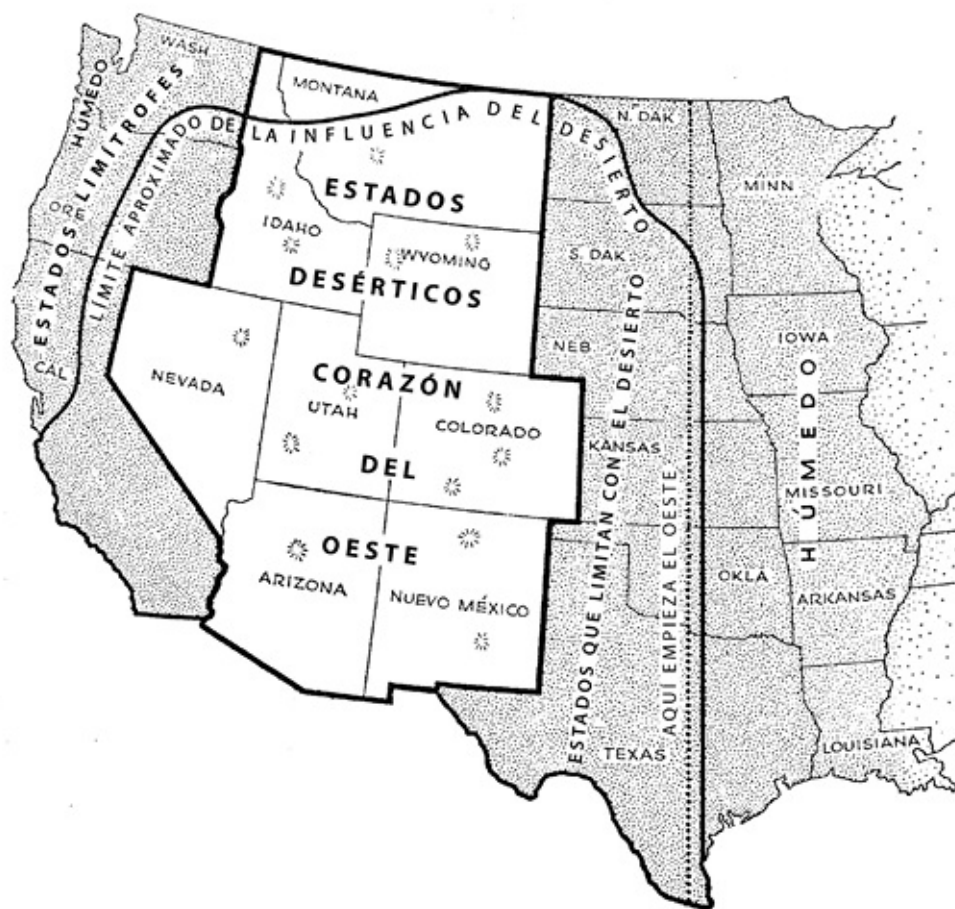 WASH
HÚMEDO
ESTADOS LIMÍTROFES
ORE
CAL
MONTANA
LÍMITE APROXIMADO DE LA INFLUENCIA DEL DESIERTO
N. DAK
MINN
ESTADOS
IDAHO
WYOMING
S. DAK
DESÉRTICOS
NEB
IOWA
NEVADA
CORAZÓN
UTAH
COLORADO
KANSAS
DEL
MISSOURI
HÚMEDO
OESTE
ARIZONA
NUEVO MÉXICO
OKLA
ARKANSAS
ESTADOS QUE LIMITAN CON EL DESIERTO
AQUÍ EMPIEZA EL OESTE
TEXAS
LOUISIANA